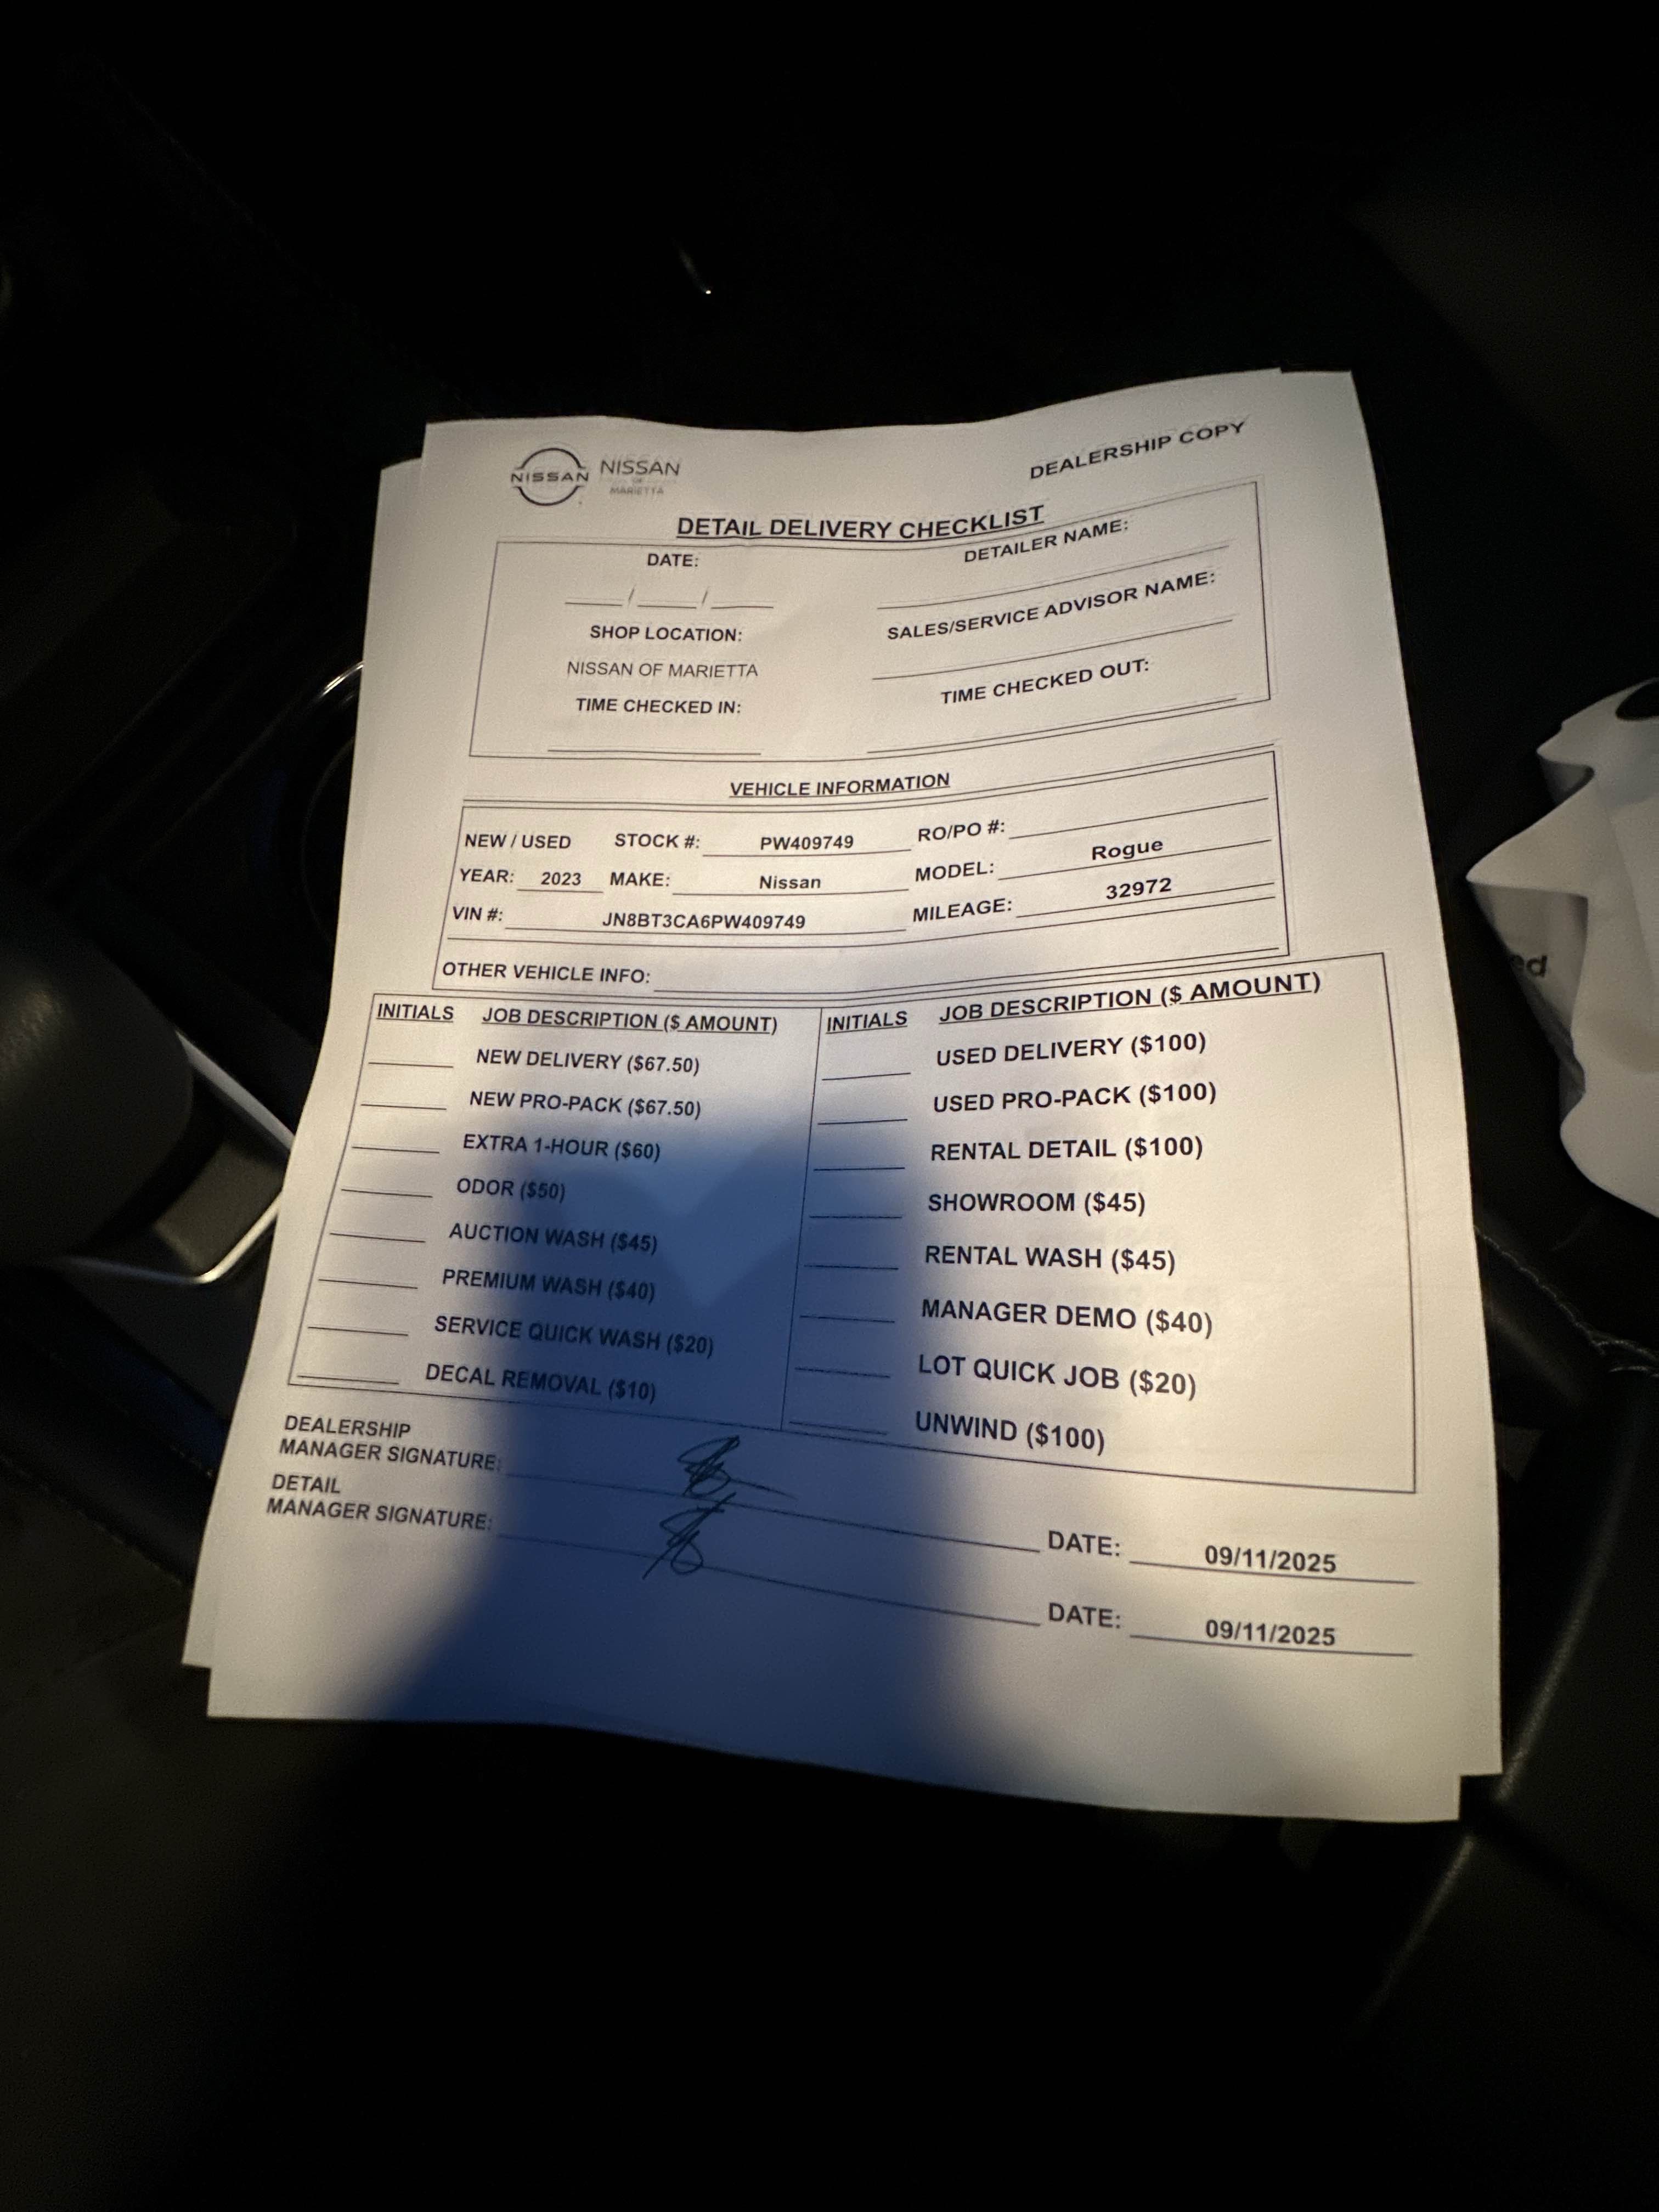 NISSAN NISSAN
OF
MARIETTA
DEALERSHIP COPY
DETAIL DELIVERY CHECKLIST
DATE:
DETAILER NAME:
___/___/___
SHOP LOCATION:
SALES/SERVICE ADVISOR NAME:
NISSAN OF MARIETTA
TIME CHECKED IN:
TIME CHECKED OUT:
VEHICLE INFORMATION
NEW / USED STOCK #: PW409749 RO/PO #:
YEAR: 2023 MAKE: Nissan MODEL: Rogue
VIN #: JN8BT3CA6PW409749 MILEAGE: 32972
OTHER VEHICLE INFO:
INITIALS JOB DESCRIPTION ($ AMOUNT) INITIALS JOB DESCRIPTION ($ AMOUNT)
NEW DELIVERY ($67.50) USED DELIVERY ($100)
NEW PRO-PACK ($67.50) USED PRO-PACK ($100)
EXTRA 1-HOUR ($60) RENTAL DETAIL ($100)
ODOR ($50) SHOWROOM ($45)
AUCTION WASH ($45) RENTAL WASH ($45)
PREMIUM WASH ($40) MANAGER DEMO ($40)
SERVICE QUICK WASH ($20) LOT QUICK JOB ($20)
DECAL REMOVAL ($10) UNWIND ($100)
DEALERSHIP
MANAGER SIGNATURE: DATE: 09/11/2025
DETAIL
MANAGER SIGNATURE: DATE: 09/11/2025